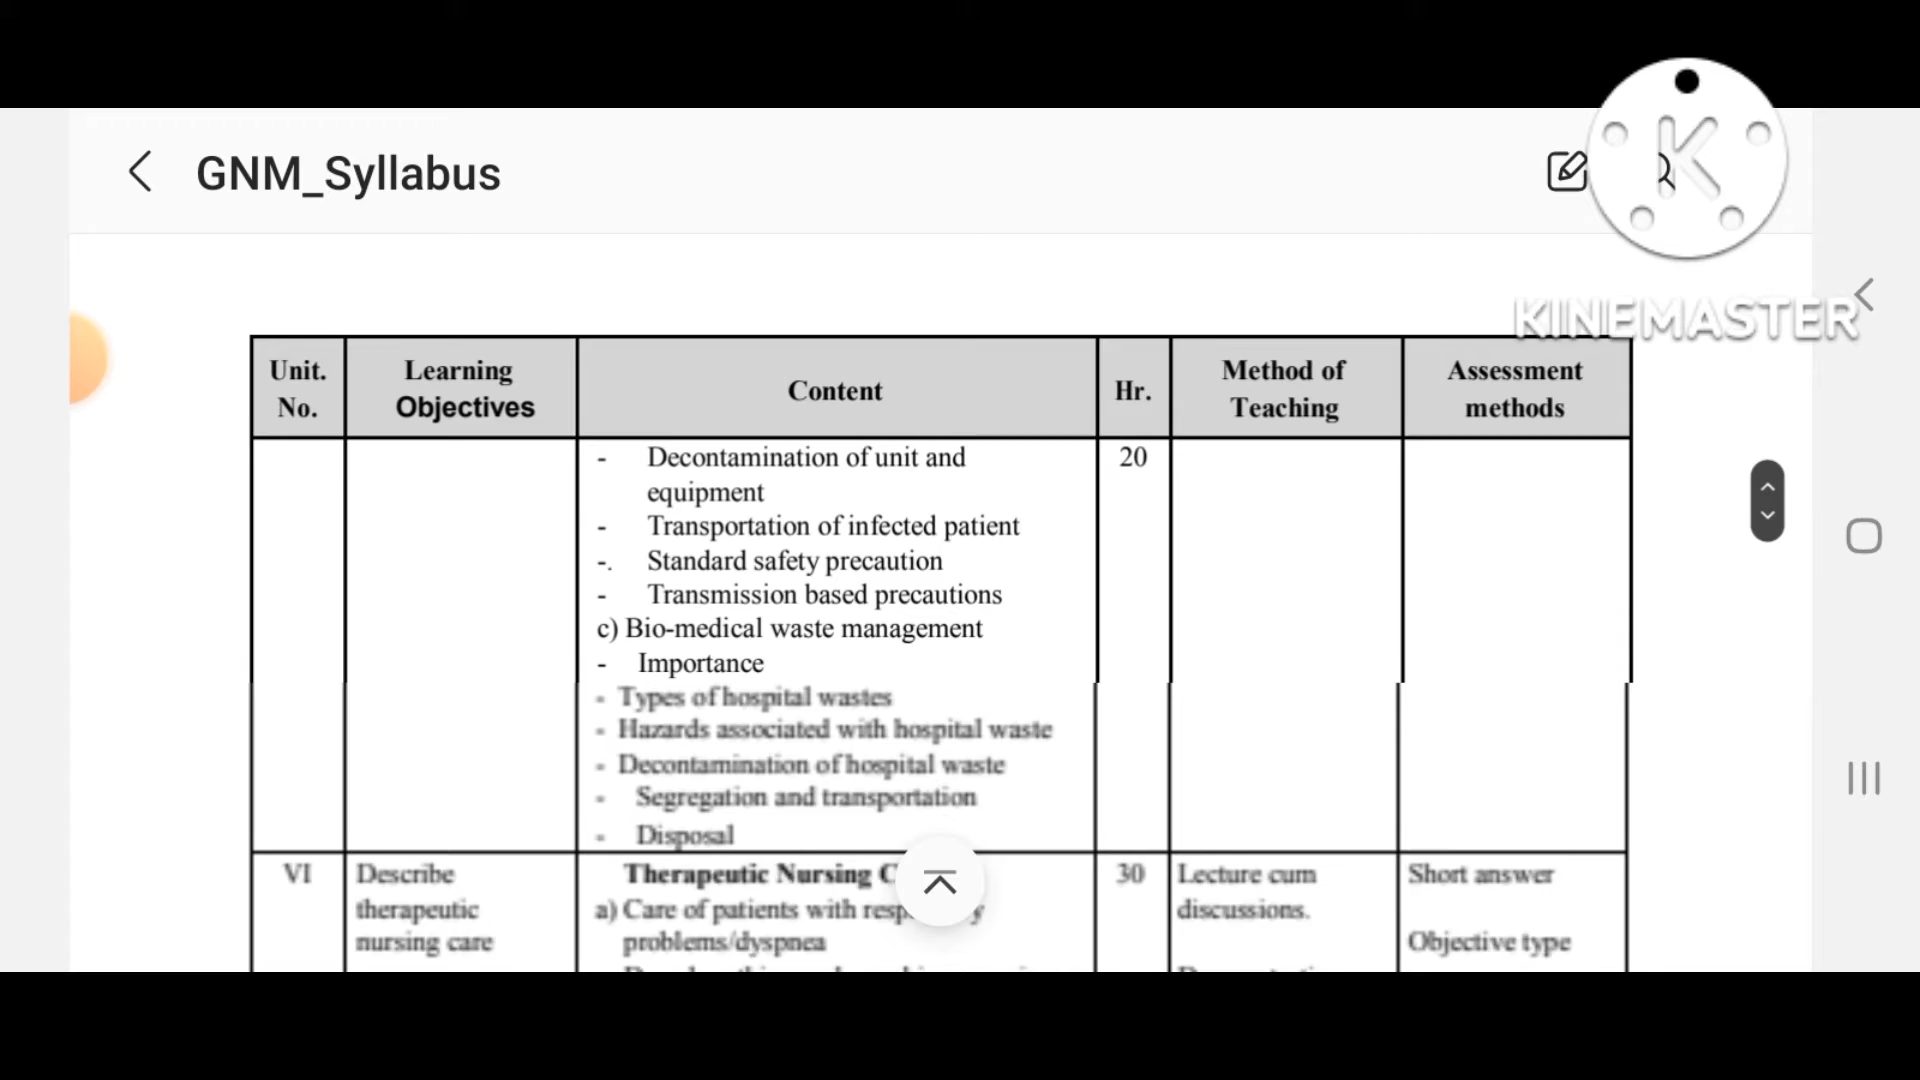 GNM_Syllabus
KINEMASTER
Unit. No.
Learning Objectives
Content
Hr.
Method of Teaching
Assessment methods
- Decontamination of unit and
equipment
20
- Transportation of infected patient
-. Standard safety precaution
- Transmission based precautions
c) Bio-medical waste management
- Importance
- Types of hospital wastes
- Hazards associated with hospital waste
- Decontamination of hospital waste
- Segregation and transportation
- Disposal
VI
Describe
therapeutic
nursing care
Therapeutic Nursing
a) Care of patients with
problems/dyspnea
30
Lecture cum
discussions.
Short answer
Objective type